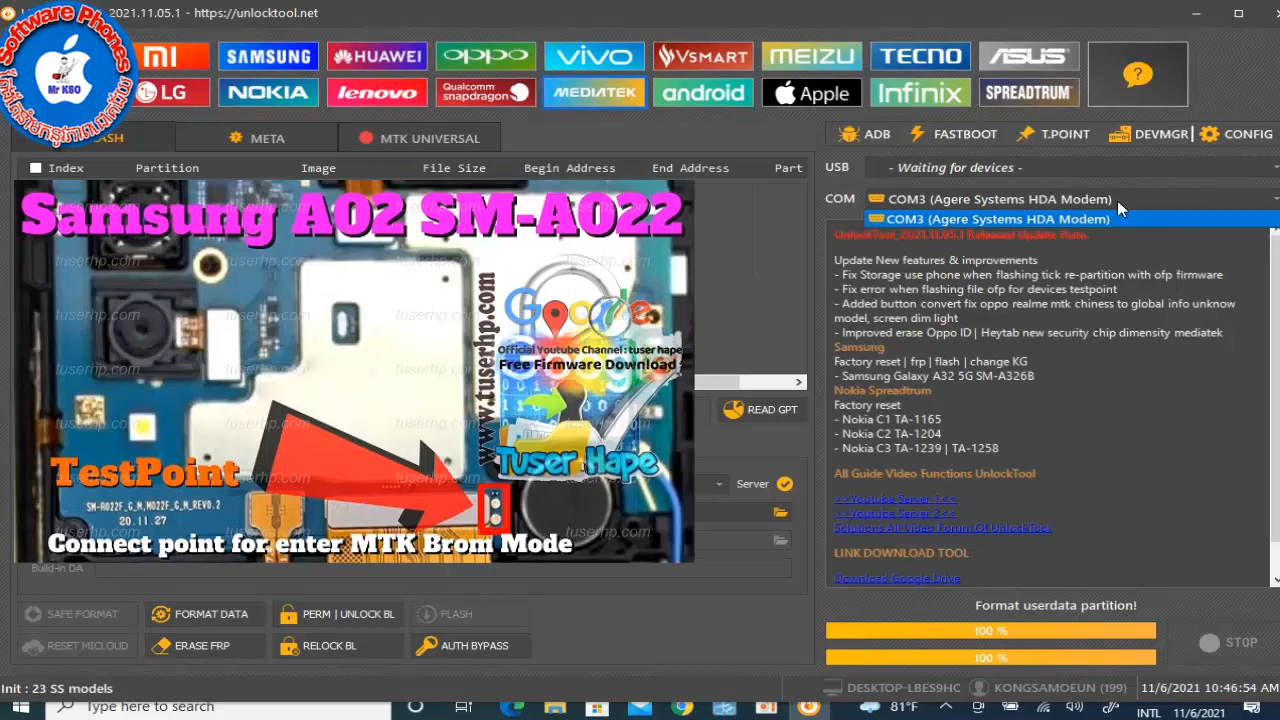 2021.11.05.1 - https://unlocktool.net
Software Phones
Mr KSO
MI
SAMSUNG
HUAWEI
OPPO
vivo
VSMART
MEIZU
TECNO
ASUS
LG
NOKIA
lenovo
Qualcomm snapdragon
MEDIATEK
android
Apple
Infinix
SPREADTRUM
META
MTK UNIVERSAL
ADB
FASTBOOT
T.POINT
DEVMGR
CONFIG
Index Partition Image File Size Begin Address End Address Part
USB - Waiting for devices -
COM COM3 (Agere Systems HDA Modem)
COM3 (Agere Systems HDA Modem)
Samsung A02 SM-A022
tuserhp.com
www.tuserhp.com
Google
Official Youtube Channel : tuser hape
Free Firmware Download
Tuser Hape
TestPoint
SM-A022F_G_M,M022F_G_M_REV0.2
20.11.27
Connect point for enter MTK Brom Mode
UnlockTool_2021.11.05.1 Released Update Auto.
Update New features & improvements
- Fix Storage use phone when flashing tick re-partition with ofp firmware
- Fix error when flashing file ofp for devices testpoint
- Added button convert fix oppo realme mtk chiness to global info unknow
model, screen dim light
- Improved erase Oppo ID | Heytab new security chip dimensity mediatek
Samsung
Factory reset | frp | flash | change KG
- Samsung Galaxy A32 5G SM-A326B
Nokia Spreadtrum
Factory reset
- Nokia C1 TA-1165
- Nokia C2 TA-1204
- Nokia C3 TA-1239 | TA-1258
All Guide Video Functions UnlockTool
>>Youtube Server 1<<
>>Youtube Server 2<<
Solutions All Video Forum Of UnlockTool
LINK DOWNLOAD TOOL
Download Google Drive
READ GPT
Server
Build-in DA
SAFE FORMAT
FORMAT DATA
PERM | UNLOCK BL
FLASH
RESET MICLOUD
ERASE FRP
RELOCK BL
AUTH BYPASS
Format userdata partition!
100 %
100 %
STOP
Init : 23 SS models
DESKTOP-LBES9HC
KONGSAMOEUN (199)
11/6/2021 10:46:54 AM
Type here to search
81°F
INTL
11/6/2021